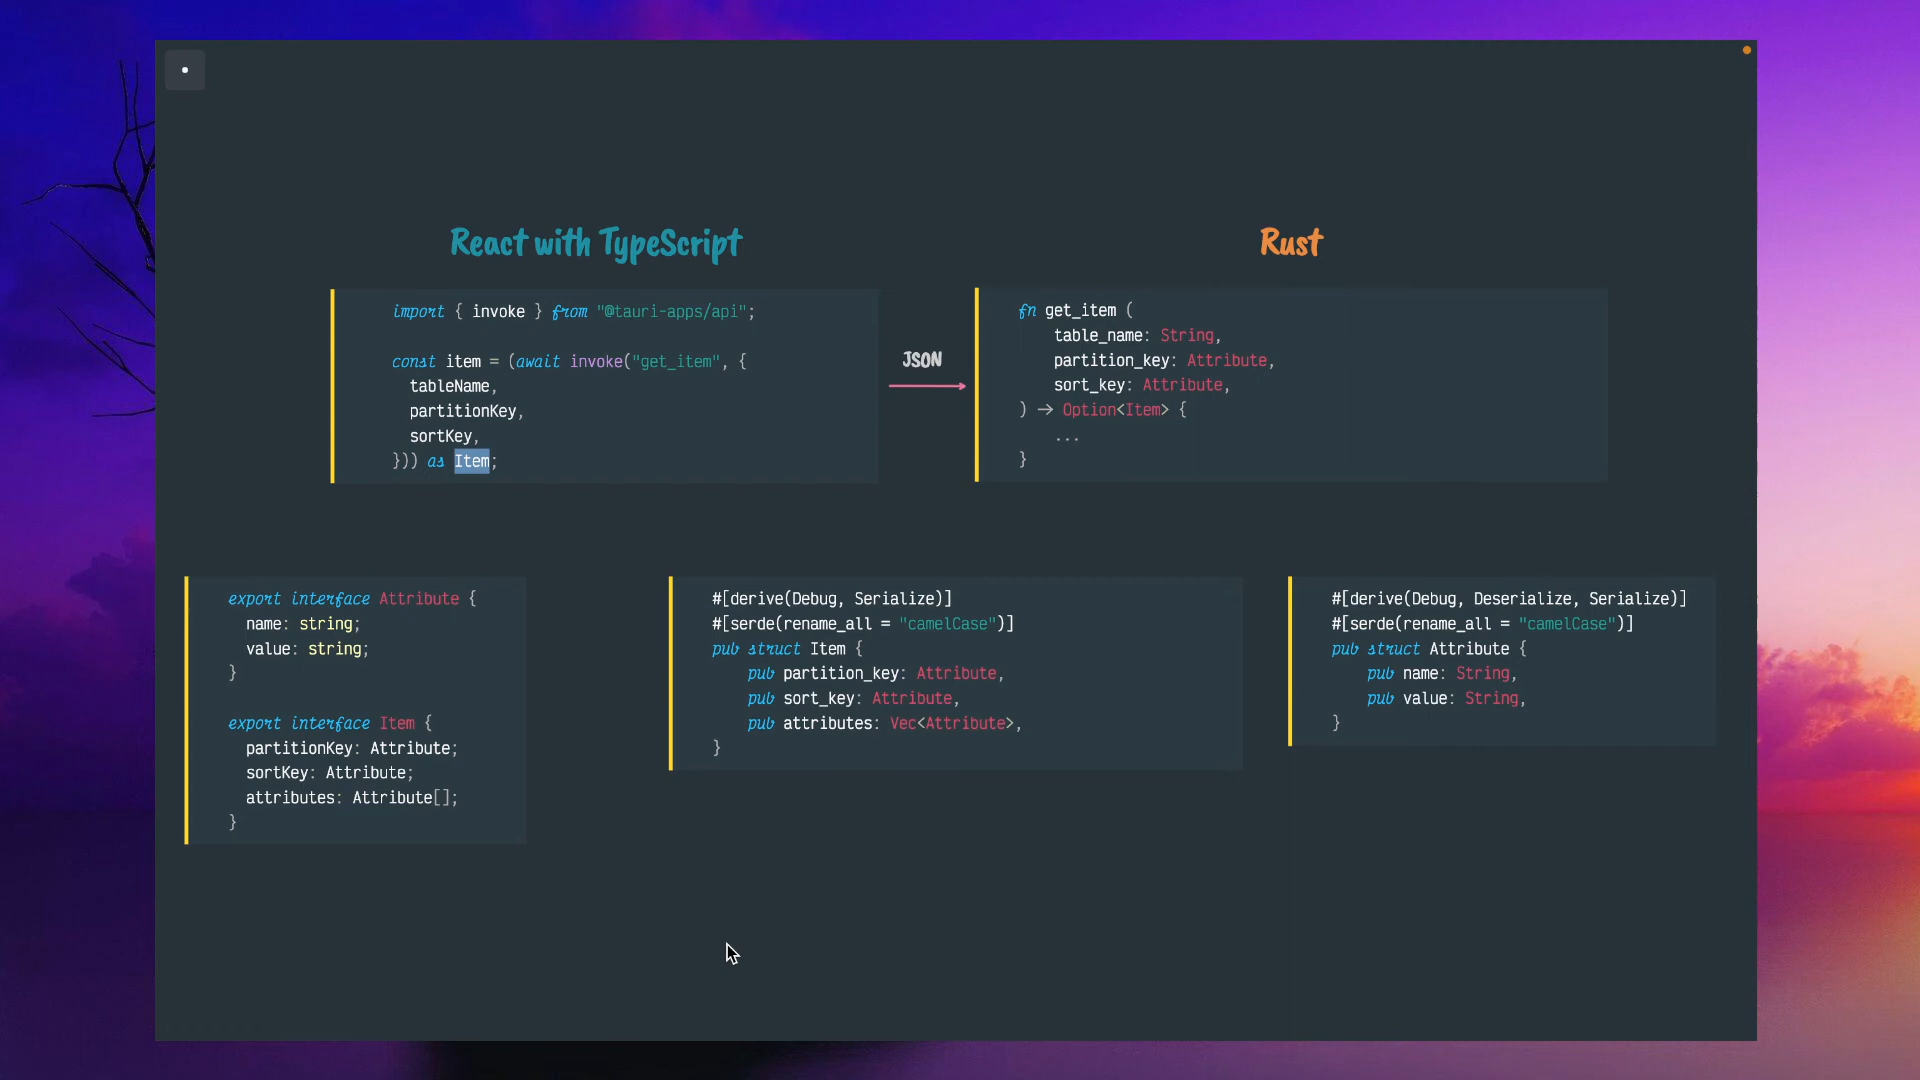 React with TypeScript
import { invoke } from "@tauri-apps/api";
const item = (await invoke("get_item", {
  tableName,
  partitionKey,
  sortKey,
})) as Item;
JSON
Rust
fn get_item (
    table_name: String,
    partition_key: Attribute,
    sort_key: Attribute,
) → Option<Item> {
    ...
}
export interface Attribute {
  name: string;
  value: string;
}
export interface Item {
  partitionKey: Attribute;
  sortKey: Attribute;
  attributes: Attribute[];
}
#[derive(Debug, Serialize)]
#[serde(rename_all = "camelCase")]
pub struct Item {
    pub partition_key: Attribute,
    pub sort_key: Attribute,
    pub attributes: Vec<Attribute>,
}
#[derive(Debug, Deserialize, Serialize)]
#[serde(rename_all = "camelCase")]
pub struct Attribute {
    pub name: String,
    pub value: String,
}